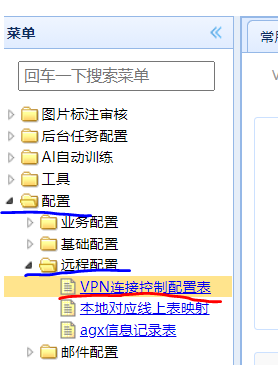 菜单
常用
回车一下搜索菜单
图片标注审核
后台任务配置
AI自动训练
工具
配置
业务配置
基础配置
远程配置
VPN连接控制配置表
本地对应线上表映射
agx信息记录表
邮件配置